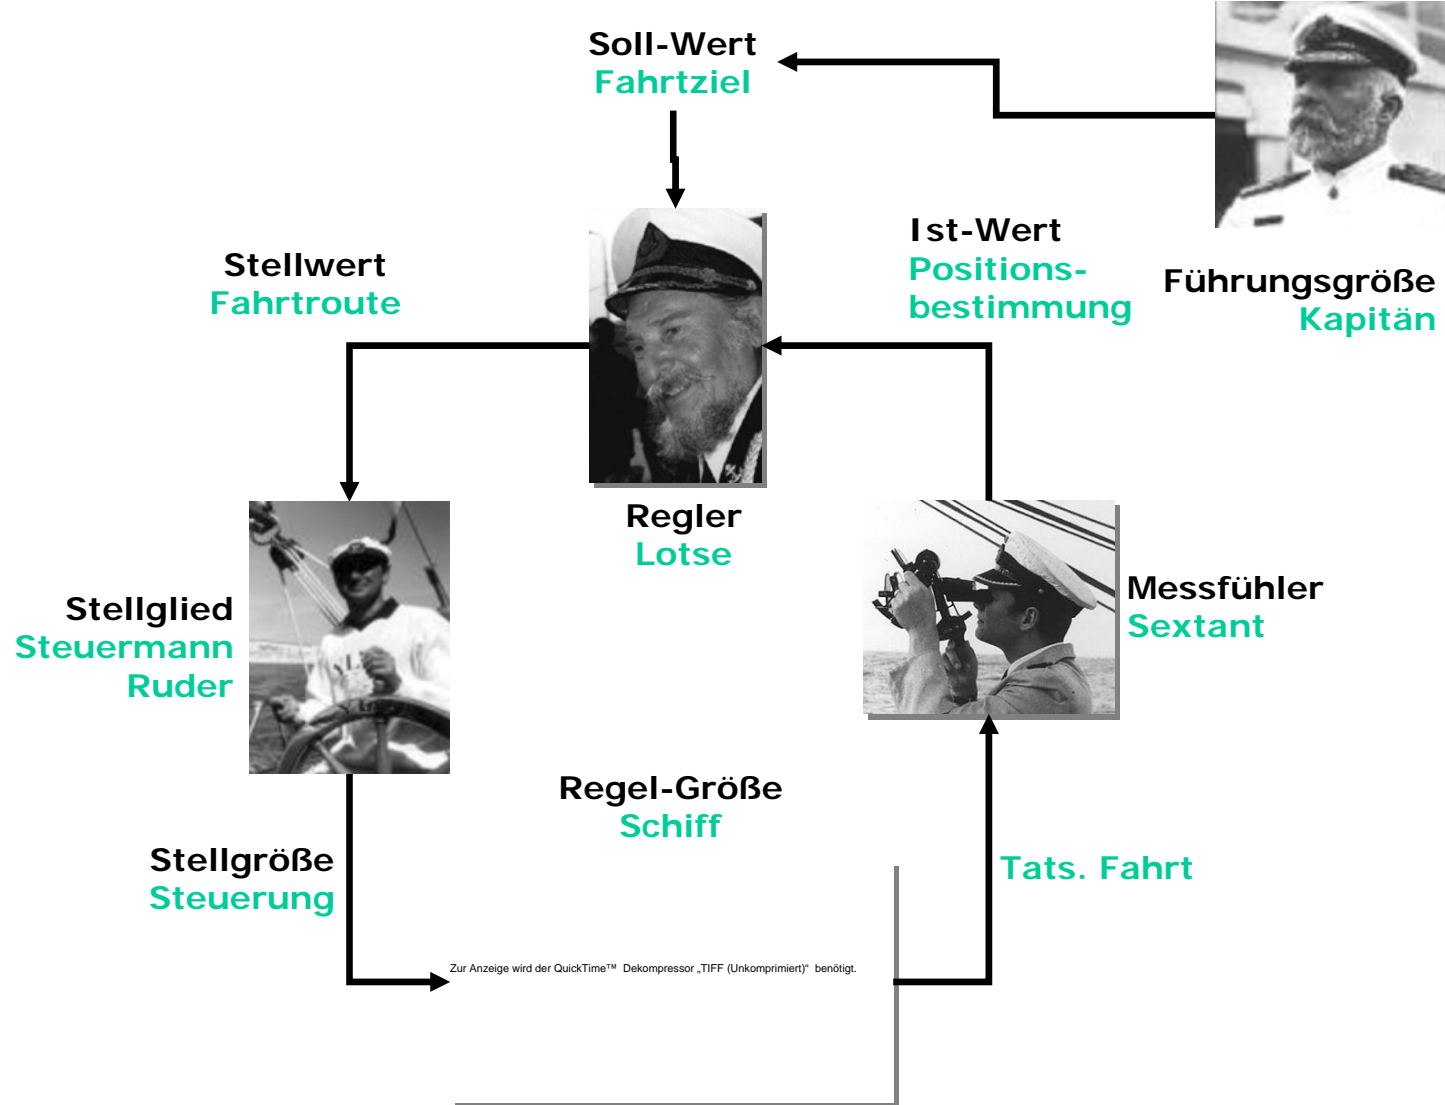 Soll-Wert
Fahrtziel
Ist-Wert
Positions-
bestimmung
Führungsgröße
Kapitän
Stellwert
Fahrtroute
Regler
Lotse
Messfühler
Sextant
Stellglied
Steuermann
Ruder
Regel-Größe
Schiff
Stellgröße
Steuerung
Tats. Fahrt
Zur Anzeige wird der QuickTime™ Dekompressor „TIFF (Unkomprimiert)“ benötigt.